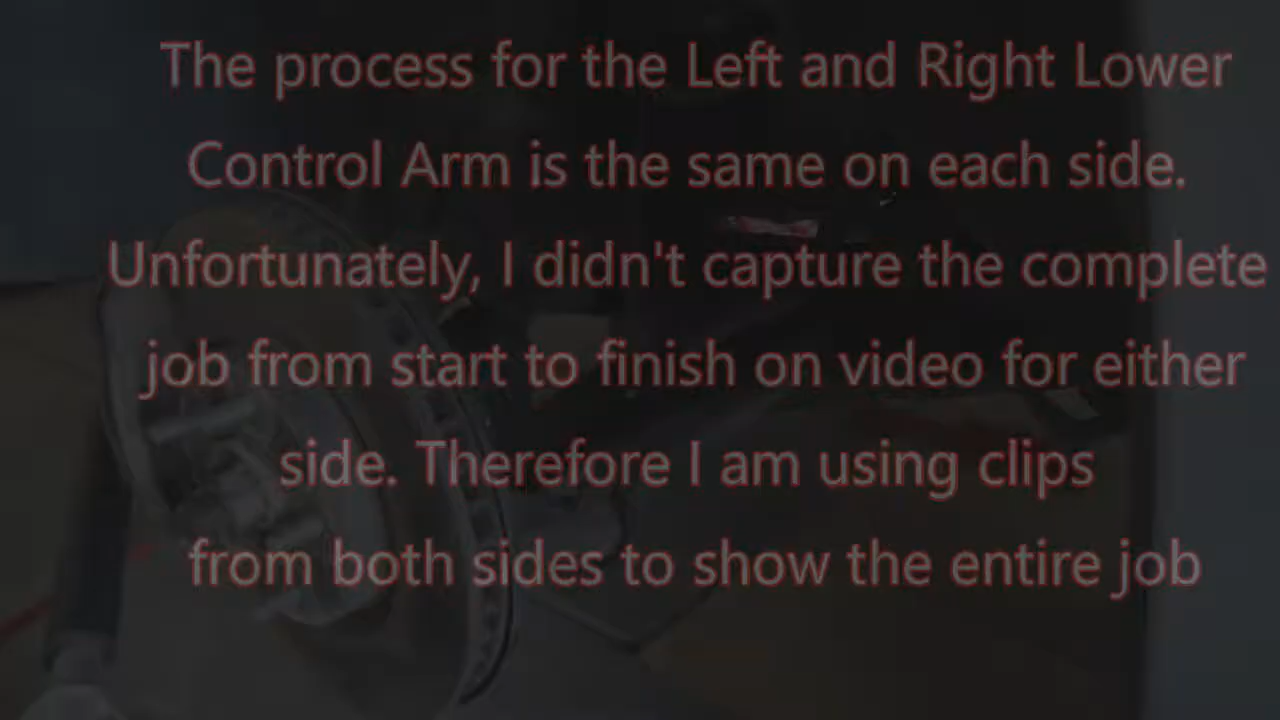 The process for the Left and Right Lower
Control Arm is the same on each side.
Unfortunately, I didn't capture the complete
job from start to finish on video for either
side. Therefore I am using clips
from both sides to show the entire job